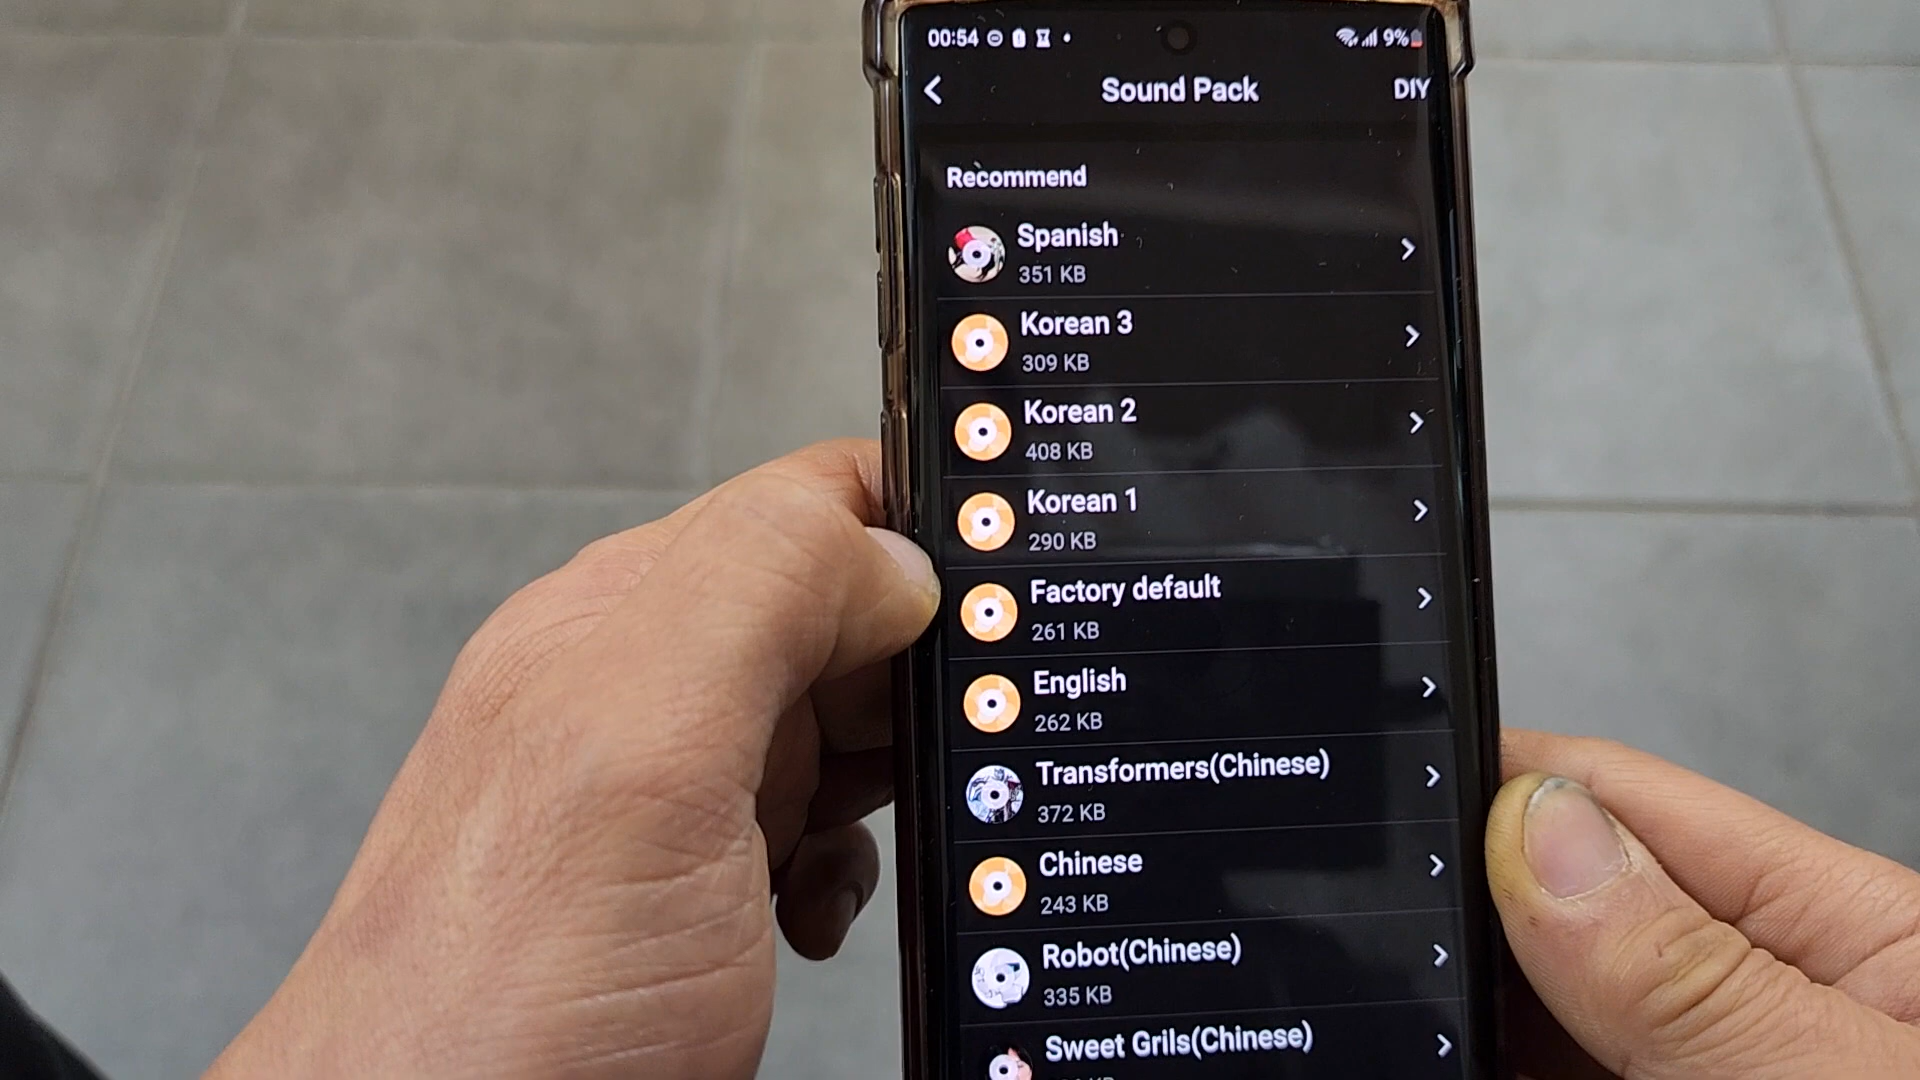 00:54
9%
Sound Pack
DIY
Recommend
Spanish
351 KB
Korean 3
309 KB
Korean 2
408 KB
Korean 1
290 KB
Factory default
261 KB
English
262 KB
Transformers(Chinese)
372 KB
Chinese
243 KB
Robot(Chinese)
335 KB
Sweet Grils(Chinese)
KB